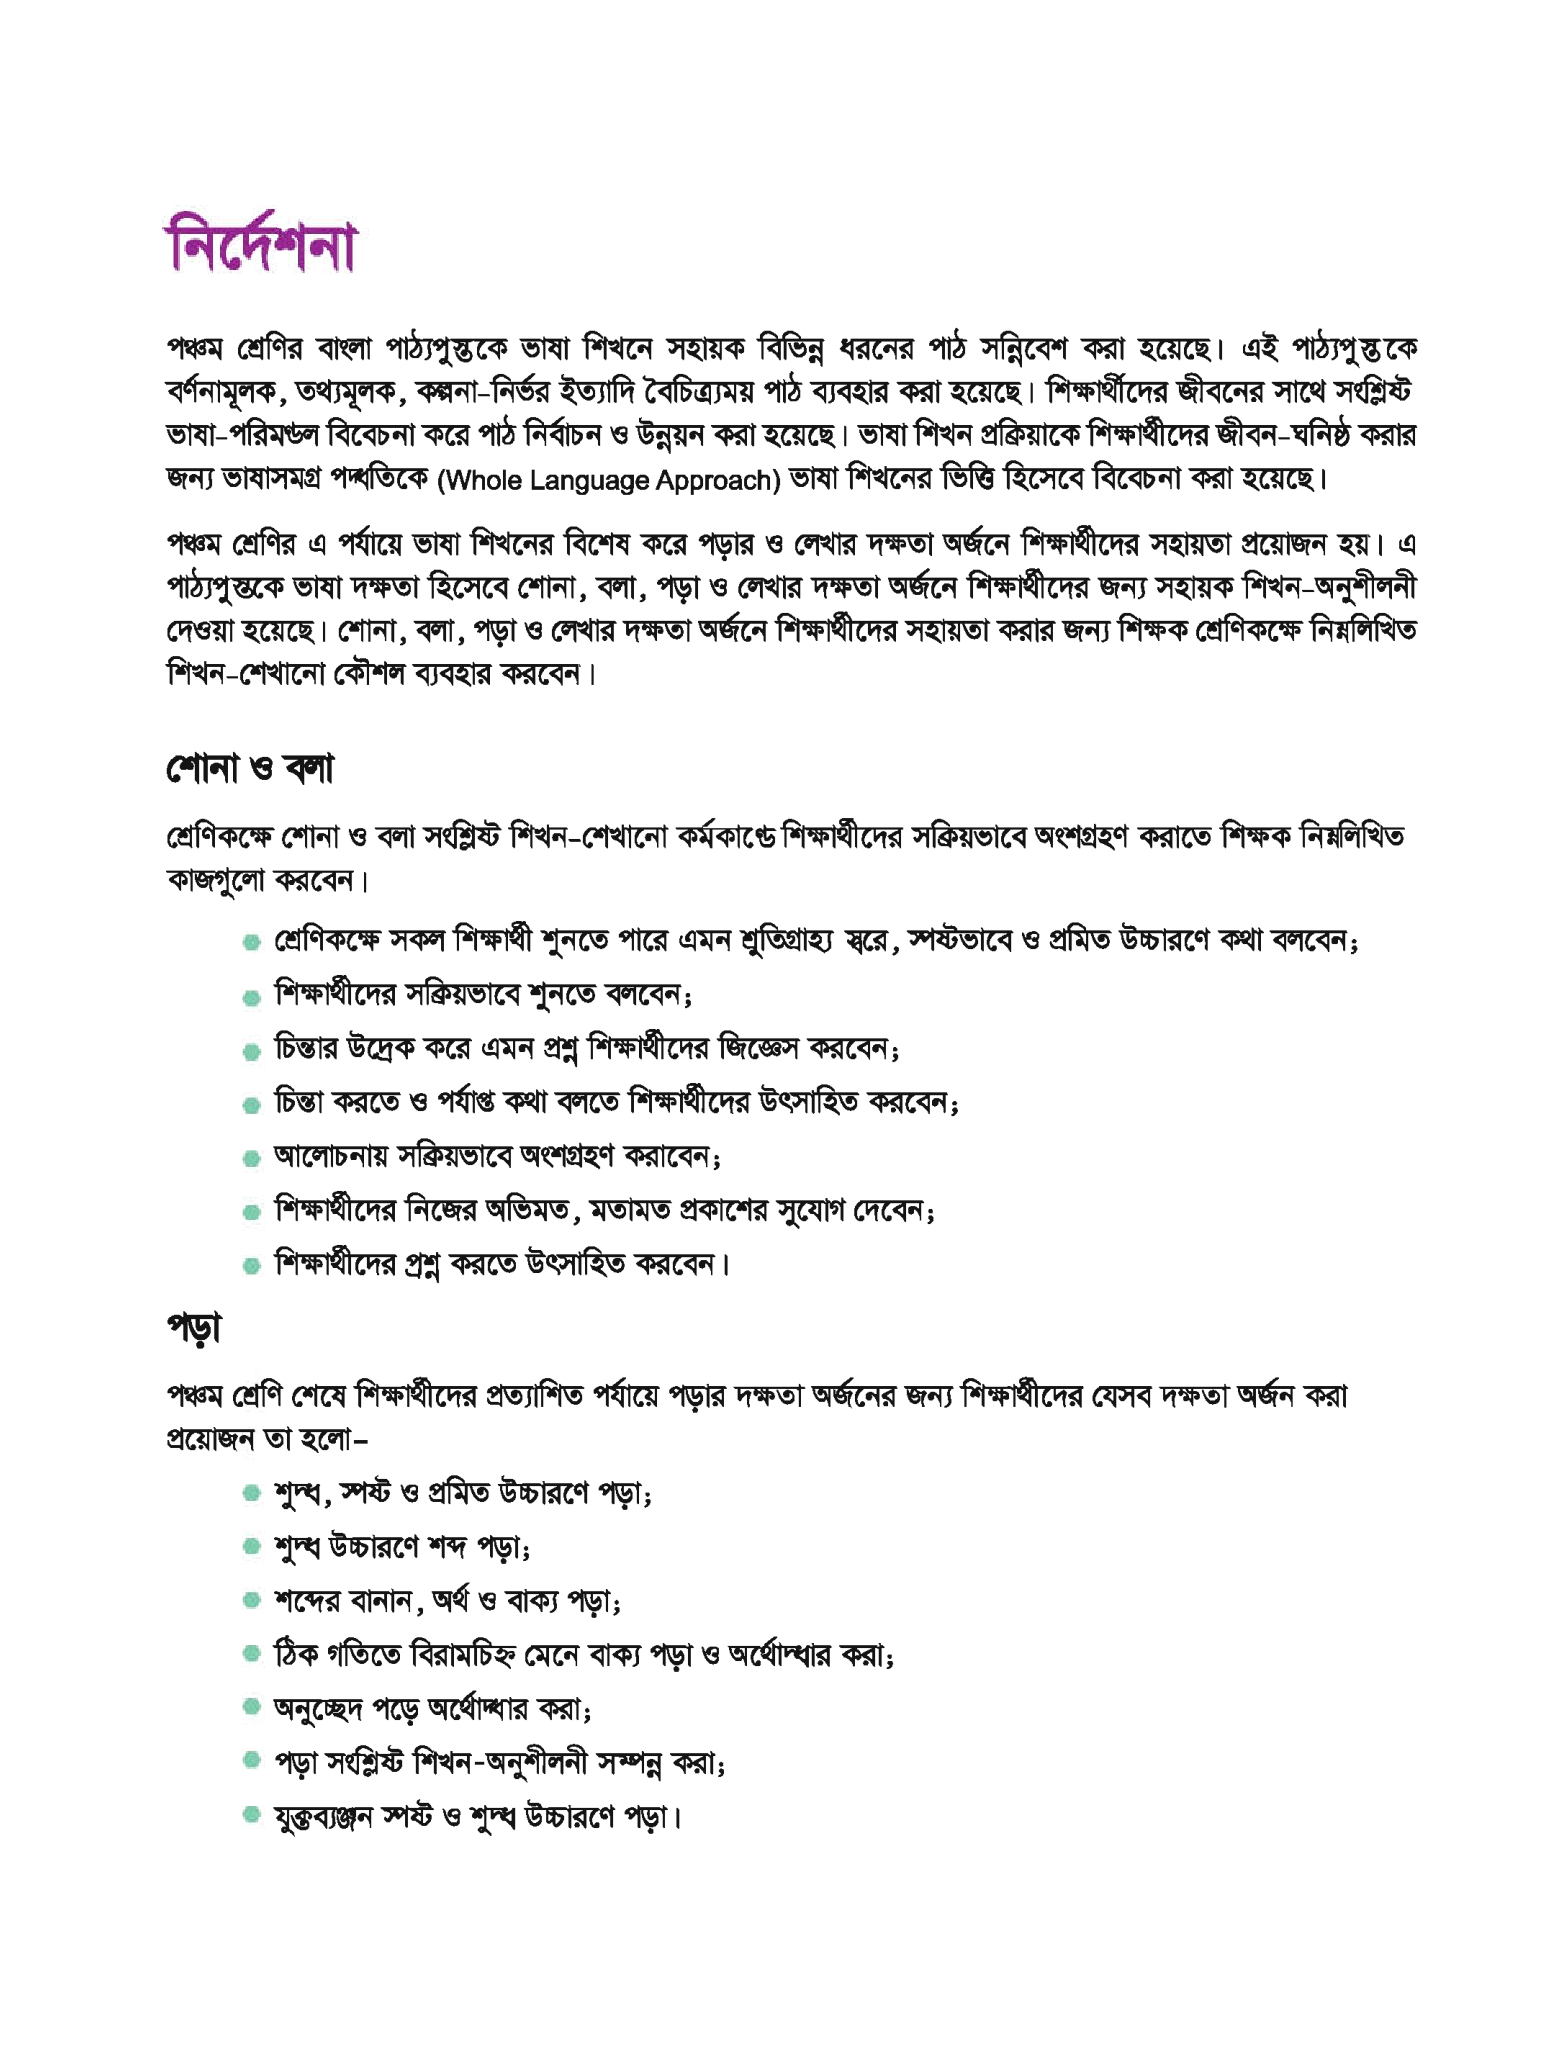 নির্দেশনা
পঞ্চম শ্রেণির বাংলা পাঠ্যপুস্তকে ভাষা শিখনে সহায়ক বিভিন্ন ধরনের পাঠ সন্নিবেশ করা হয়েছে। এই পাঠ্যপুস্তকে
বর্ণনামূলক, তথ্যমূলক, কল্পনা-নির্ভর ইত্যাদি বৈচিত্র্যময় পাঠ ব্যবহার করা হয়েছে। শিক্ষার্থীদের জীবনের সাথে সংশ্লিষ্ট
ভাষা-পরিমণ্ডল বিবেচনা করে পাঠ নির্বাচন ও উন্নয়ন করা হয়েছে। ভাষা শিখন প্রক্রিয়াকে শিক্ষার্থীদের জীবন-ঘনিষ্ঠ করার
জন্য ভাষাসমগ্র পদ্ধতিকে (Whole Language Approach) ভাষা শিখনের ভিত্তি হিসেবে বিবেচনা করা হয়েছে।
পঞ্চম শ্রেণির এ পর্যায়ে ভাষা শিখনের বিশেষ করে পড়ার ও লেখার দক্ষতা অর্জনে শিক্ষার্থীদের সহায়তা প্রয়োজন হয়। এ
পাঠ্যপুস্তকে ভাষা দক্ষতা হিসেবে শোনা, বলা, পড়া ও লেখার দক্ষতা অর্জনে শিক্ষার্থীদের জন্য সহায়ক শিখন-অনুশীলনী
দেওয়া হয়েছে। শোনা, বলা, পড়া ও লেখার দক্ষতা অর্জনে শিক্ষার্থীদের সহায়তা করার জন্য শিক্ষক শ্রেণিকক্ষে নিম্নলিখিত
শিখন-শেখানো কৌশল ব্যবহার করবেন।
শোনা ও বলা
শ্রেণিকক্ষে শোনা ও বলা সংশ্লিষ্ট শিখন-শেখানো কর্মকাণ্ডে শিক্ষার্থীদের সক্রিয়ভাবে অংশগ্রহণ করাতে শিক্ষক নিম্নলিখিত
কাজগুলো করবেন।
শ্রেণিকক্ষে সকল শিক্ষার্থী শুনতে পারে এমন শ্রুতিগ্রাহ্য স্বরে, স্পষ্টভাবে ও প্রমিত উচ্চারণে কথা বলবেন;
শিক্ষার্থীদের সক্রিয়ভাবে শুনতে বলবেন;
চিন্তার উদ্রেক করে এমন প্রশ্ন শিক্ষার্থীদের জিজ্ঞেস করবেন;
চিন্তা করতে ও পর্যাপ্ত কথা বলতে শিক্ষার্থীদের উৎসাহিত করবেন;
আলোচনায় সক্রিয়ভাবে অংশগ্রহণ করাবেন;
শিক্ষার্থীদের নিজের অভিমত, মতামত প্রকাশের সুযোগ দেবেন;
শিক্ষার্থীদের প্রশ্ন করতে উৎসাহিত করবেন।
পড়া
পঞ্চম শ্রেণি শেষে শিক্ষার্থীদের প্রত্যাশিত পর্যায়ে পড়ার দক্ষতা অর্জনের জন্য শিক্ষার্থীদের যেসব দক্ষতা অর্জন করা
প্রয়োজন তা হলো-
শুদ্ধ, স্পষ্ট ও প্রমিত উচ্চারণে পড়া;
শুদ্ধ উচ্চারণে শব্দ পড়া;
শব্দের বানান, অর্থ ও বাক্য পড়া;
ঠিক গতিতে বিরামচিহ্ন মেনে বাক্য পড়া ও অর্থোদ্ধার করা;
অনুচ্ছেদ পড়ে অর্থোদ্ধার করা;
পড়া সংশ্লিষ্ট শিখন-অনুশীলনী সম্পন্ন করা;
যুক্তব্যঞ্জন স্পষ্ট ও শুদ্ধ উচ্চারণে পড়া।